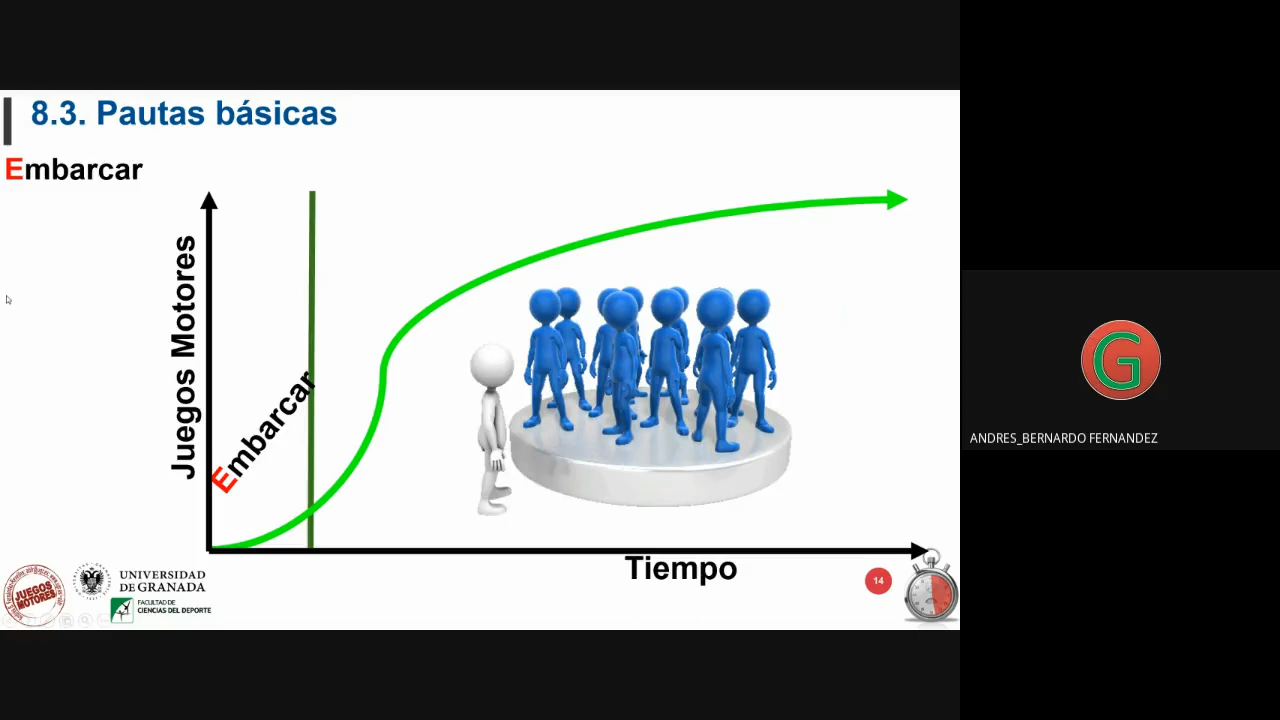 8.3. Pautas básicas
Embarcar
Juegos Motores
Embarcar
Tiempo
14
JUEGOS
MOTORES
UNIVERSIDAD
DE GRANADA
FACULTAD DE
CIENCIAS DEL DEPORTE
G
ANDRES_BERNARDO FERNANDEZ